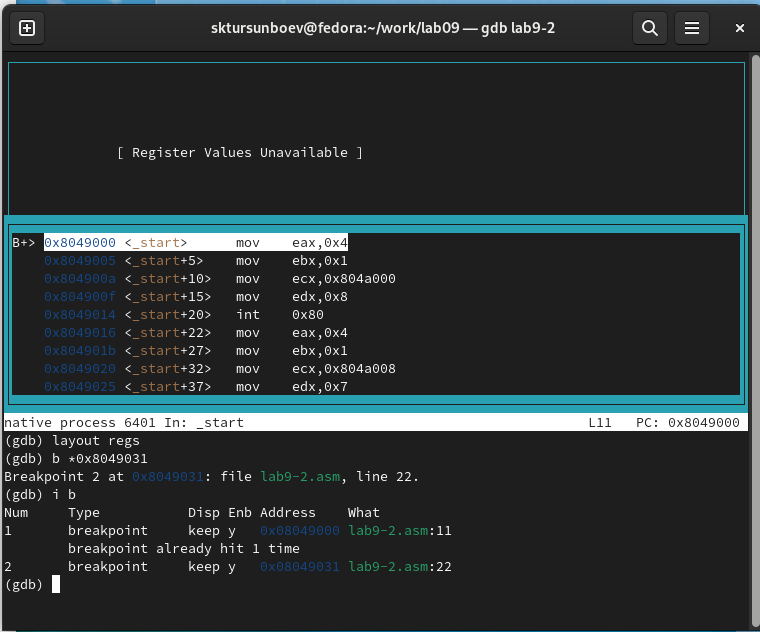 sktursunboev@fedora:~/work/lab09 — gdb lab9-2
[ Register Values Unavailable ]
B+> 0x8049000 <_start>      mov    eax,0x4
0x8049005 <_start+5>    mov    ebx,0x1
0x804900a <_start+10>   mov    ecx,0x804a000
0x804900f <_start+15>   mov    edx,0x8
0x8049014 <_start+20>   int    0x80
0x8049016 <_start+22>   mov    eax,0x4
0x804901b <_start+27>   mov    ebx,0x1
0x8049020 <_start+32>   mov    ecx,0x804a008
0x8049025 <_start+37>   mov    edx,0x7
native process 6401 In: _start                                           L11   PC: 0x8049000
(gdb) layout regs
(gdb) b *0x8049031
Breakpoint 2 at 0x8049031: file lab9-2.asm, line 22.
(gdb) i b
Num     Type           Disp Enb Address    What
1       breakpoint     keep y   0x08049000 lab9-2.asm:11
breakpoint already hit 1 time
2       breakpoint     keep y   0x08049031 lab9-2.asm:22
(gdb)